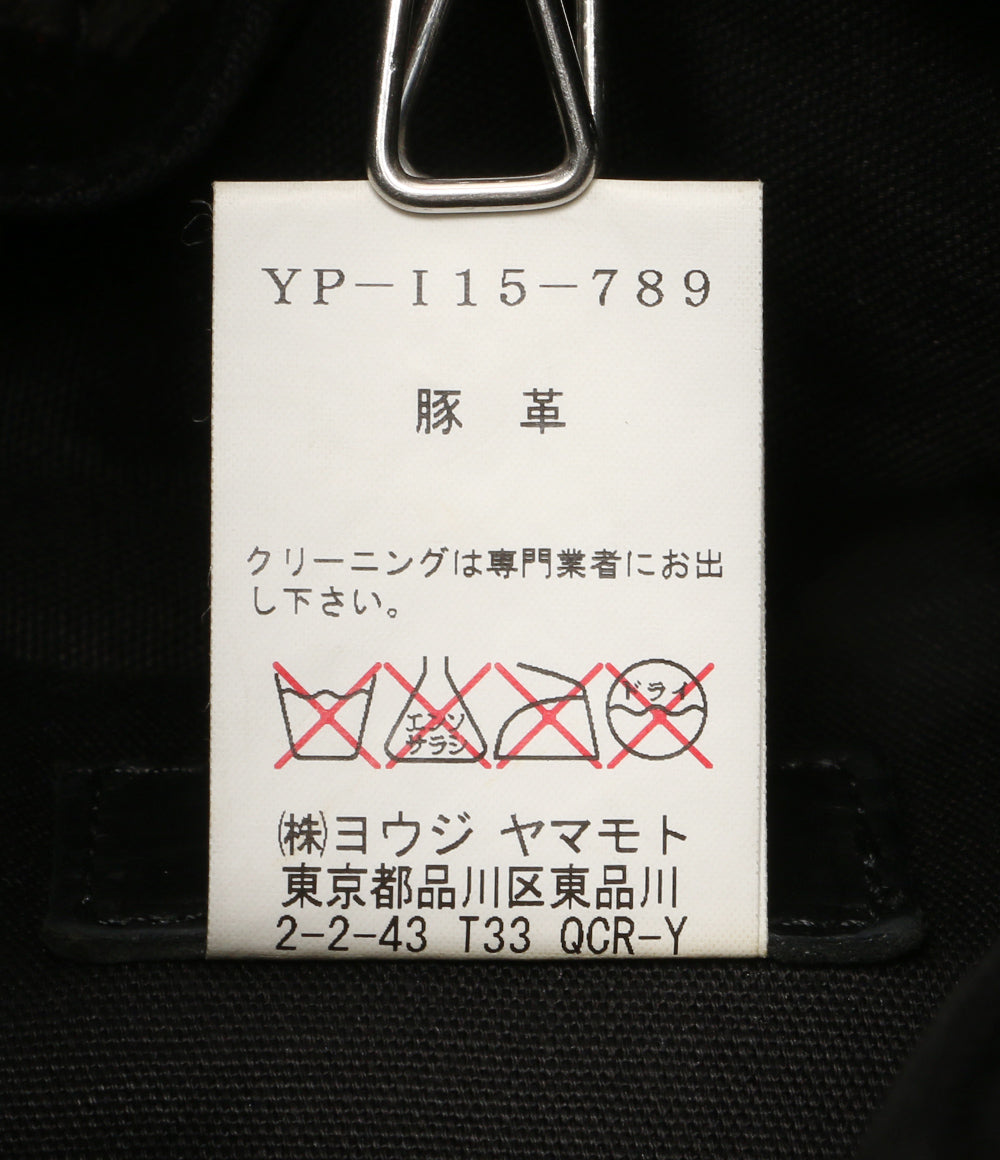 YP-I15-789
豚 革
クリーニングは専門業者にお出
し下さい。
エンソ
サラシ
ドライ
㈱ヨウジ ヤマモト
東京都品川区東品川
2-2-43 T33 QCR-Y